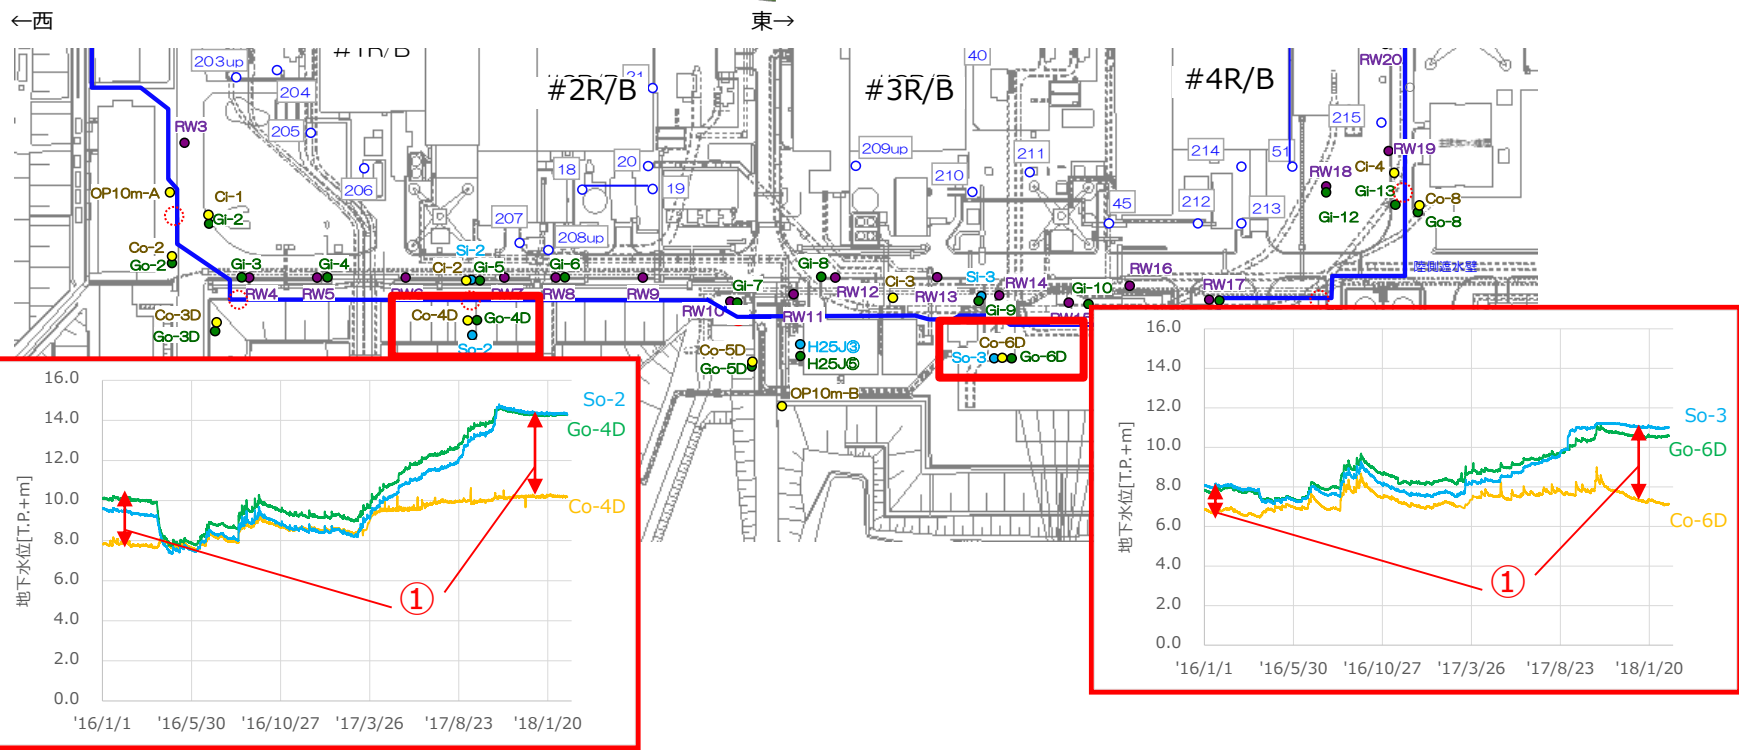 ←西
東→
#1R/B
#2R/B
#3R/B
#4R/B
203up
204
205
206
207
208up
18
20
19
21
209up
210
211
40
45
212
213
214
51
215
RW20
RW3
OP10m-A
Ci-1
Gi-2
Co-2
Go-2
Gi-3
RW4
Gi-4
RW5
RW6
Si-2
Ci-2
Gi-5
RW7
Gi-6
RW8
RW9
Gi-7
RW10
Gi-8
RW11
RW12
Ci-3
RW13
Si-3
RW14
Gi-9
Gi-10
RW15
RW16
RW17
RW18
Gi-12
RW19
Ci-4
Gi-13
Co-8
Go-8
陸側遮水壁
Co-3D
Go-3D
Co-4D
Go-4D
So-2
Co-5D
Go-5D
H25J③
H25J⑤
OP10m-B
Co-6D
So-3
Go-6D
地下水位[T.P.+m]
16.0
14.0
12.0
10.0
8.0
6.0
4.0
2.0
0.0
'16/1/1
'16/5/30
'16/10/27
'17/3/26
'17/8/23
'18/1/20
So-2
Go-4D
Co-4D
①
地下水位[T.P.+m]
16.0
14.0
12.0
10.0
8.0
6.0
4.0
2.0
0.0
'16/1/1
'16/5/30
'16/10/27
'17/3/26
'17/8/23
'18/1/20
So-3
Go-6D
Co-6D
①